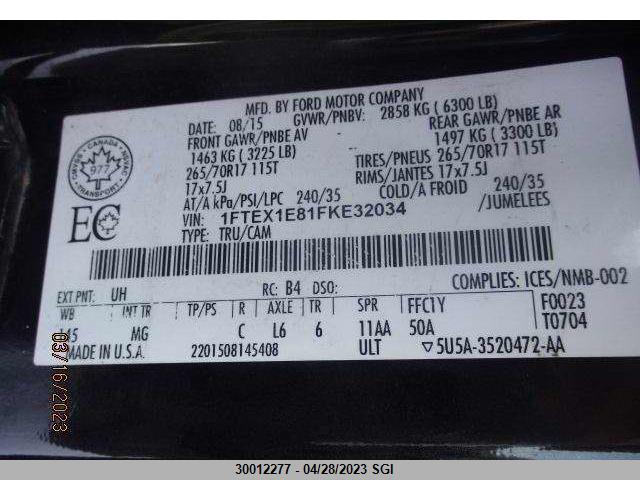 MFD. BY FORD MOTOR COMPANY
DATE: 08/15 GVWR/PNBV: 2858 KG ( 6300 LB)
FRONT GAWR/PNBE AV REAR GAWR/PNBE AR
1463 KG ( 3225 LB) 1497 KG ( 3300 LB)
265/70R17 115T TIRES/PNEUS 265/70R17 115T
17x7.5J RIMS/JANTES 17x7.5J
AT/A kPa/PSI/LPC 240/35 COLD/A FROID 240/35
VIN: 1FTEX1E81FKE32034 /JUMELEES
TYPE: TRU/CAM
CANADA
977
TRANSPORT
EC
EXT PNT: UH RC: B4 DSO: COMPLIES: ICES/NMB-002
WB INT TR TP/PS R AXLE TR SPR FFC1Y F0023
145 MG C L6 6 11AA 50A T0704
MADE IN U.S.A. 2201508145408 ULT ▽5U5A-3520472-AA
03/16/2023
30012277 - 04/28/2023 SGI